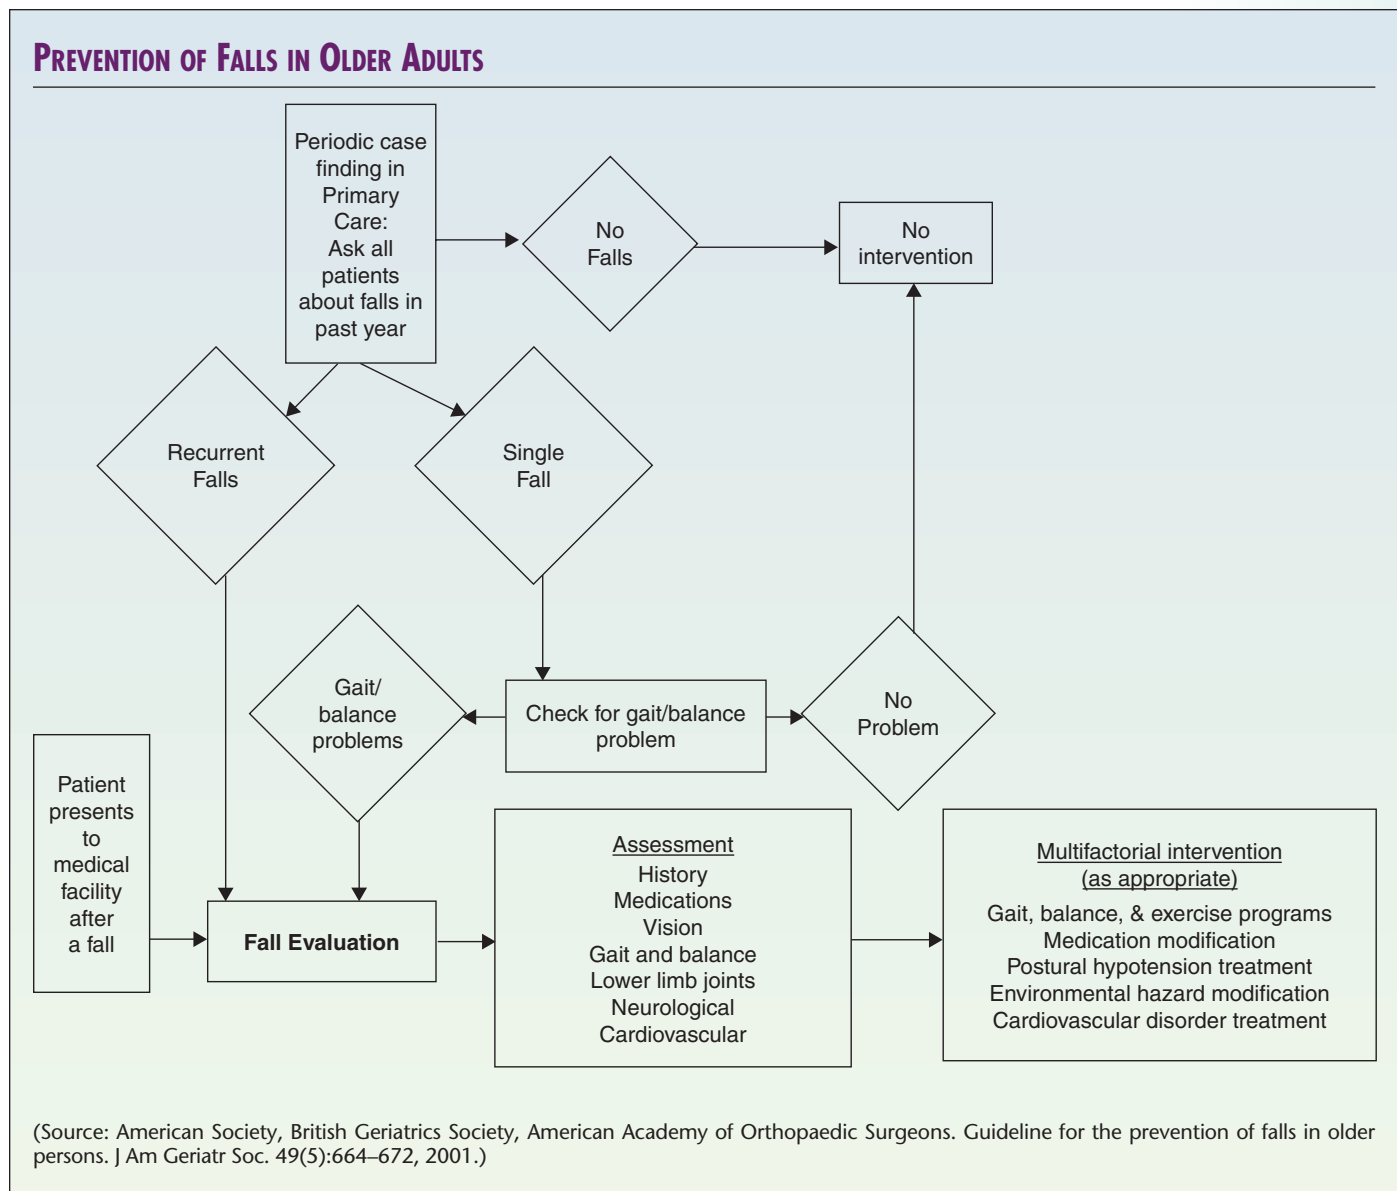 PREVENTION OF FALLS IN OLDER ADULTS
Periodic case
finding in
Primary
Care:
Ask all
patients
about falls in
past year
No
Falls
No
intervention
Recurrent
Falls
Single
Fall
Gait/
balance
problems
Check for gait/balance
problem
No
Problem
Patient
presents
to
medical
facility
after
a fall
Fall Evaluation
Assessment
History
Medications
Vision
Gait and balance
Lower limb joints
Neurological
Cardiovascular
Multifactorial intervention
(as appropriate)
Gait, balance, & exercise programs
Medication modification
Postural hypotension treatment
Environmental hazard modification
Cardiovascular disorder treatment
(Source: American Society, British Geriatrics Society, American Academy of Orthopaedic Surgeons. Guideline for the prevention of falls in older
persons. J Am Geriatr Soc. 49(5):664–672, 2001.)